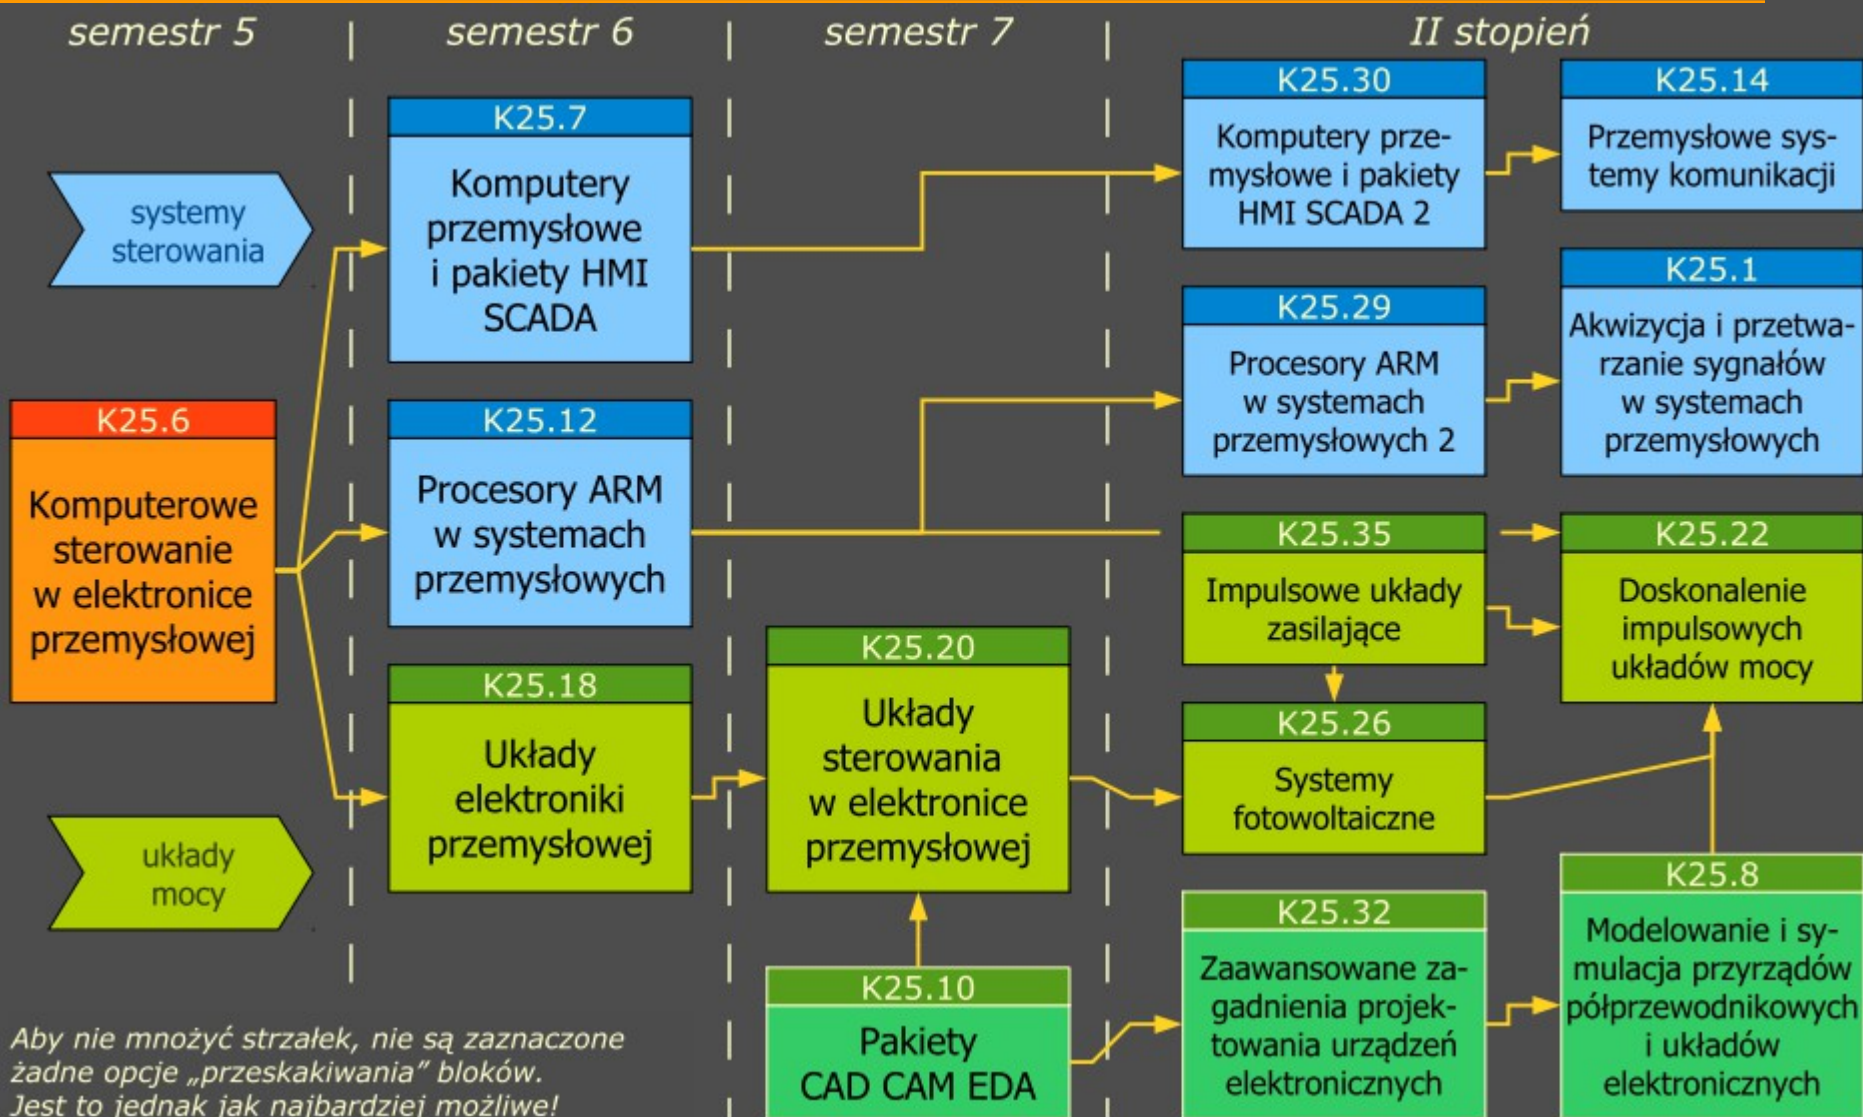 semestr 5
semestr 6
semestr 7
II stopień
systemy
sterowania
układy
mocy
K25.6
Komputerowe
sterowanie
w elektronice
przemysłowej
K25.7
Komputery
przemysłowe
i pakiety HMI
SCADA
K25.12
Procesory ARM
w systemach
przemysłowych
K25.18
Układy
elektroniki
przemysłowej
K25.20
Układy
sterowania
w elektronice
przemysłowej
K25.10
Pakiety
CAD CAM EDA
K25.30
Komputery prze-
mysłowe i pakiety
HMI SCADA 2
K25.14
Przemysłowe sys-
temy komunikacji
K25.29
Procesory ARM
w systemach
przemysłowych 2
K25.1
Akwizycja i przetwa-
rzanie sygnałów
w systemach
przemysłowych
K25.35
Impulsowe układy
zasilające
K25.22
Doskonalenie
impulsowych
układów mocy
K25.26
Systemy
fotowoltaiczne
K25.32
Zaawansowane za-
gadnienia projek-
towania urządzeń
elektronicznych
K25.8
Modelowanie i sy-
mulacja przyrządów
półprzewodnikowych
i układów
elektronicznych
Aby nie mnożyć strzałek, nie są zaznaczone
żadne opcje „przeskakiwania” bloków.
Jest to jednak jak najbardziej możliwe!